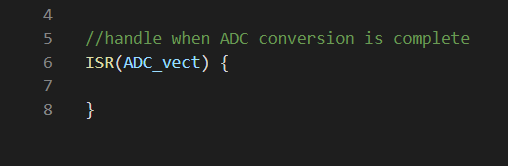 4
5 //handle when ADC conversion is complete
6 ISR(ADC_vect) {
7
8 }